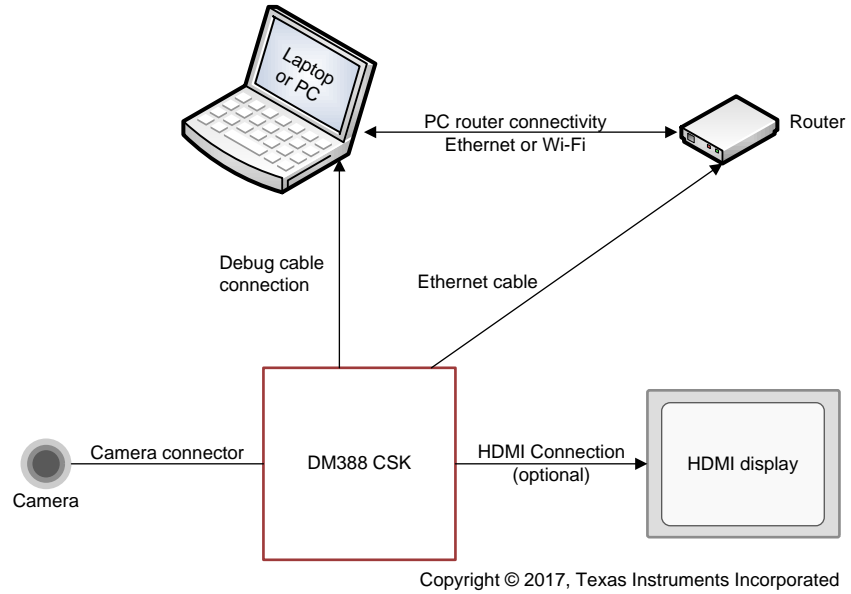 Laptop
or PC
PC router connectivity
Ethernet or Wi-Fi
Router
Debug cable
connection
Ethernet cable
Camera connector
DM388 CSK
HDMI Connection
(optional)
HDMI display
Camera
Copyright © 2017, Texas Instruments Incorporated